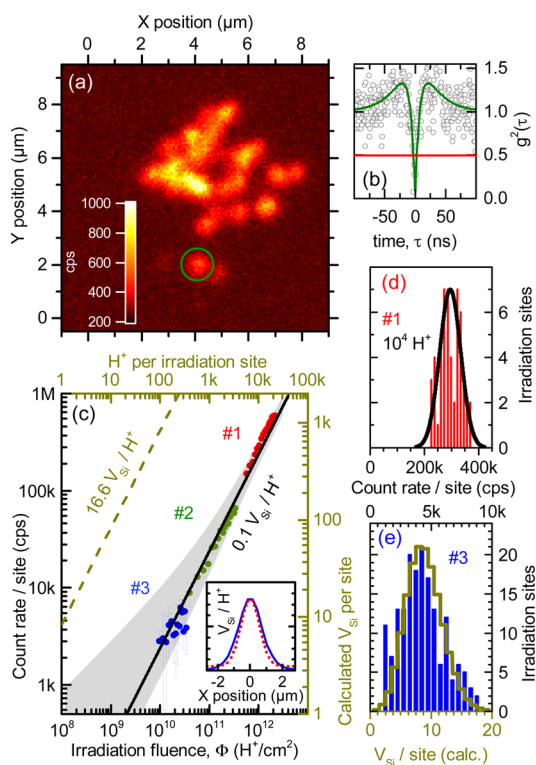 X position (μm)
0 2 4 6 8
(a)
Y position (μm)
8
6
4
2
0
1000
800
600
400
200
cps
1.5
1.0
0.5
0.0
g²(τ)
(b)
-50 0 50
time, τ (ns)
(d)
#1
10⁴ H⁺
6
4
2
0
Irradiation sites
0 200k 450k
Count rate / site (cps)
H⁺ per irradiation site
1 10 100 1k 10k 100k
(c)
1M
100k
10k
1k
Count rate / site (cps)
16.6 V_Si / H⁺
0.1 V_Si / H⁺
#1
#2
#3
1k
100
10
1
Calculated V_Si per site
V_Si / H⁺
-2 0 2
X position (μm)
10⁸ 10⁹ 10¹⁰ 10¹¹ 10¹²
Irradiation fluence, Φ (H⁺/cm²)
0 5k 10k
(e)
#3
20
15
10
5
0
Irradiation sites
0 10 20
V_Si / site (calc.)